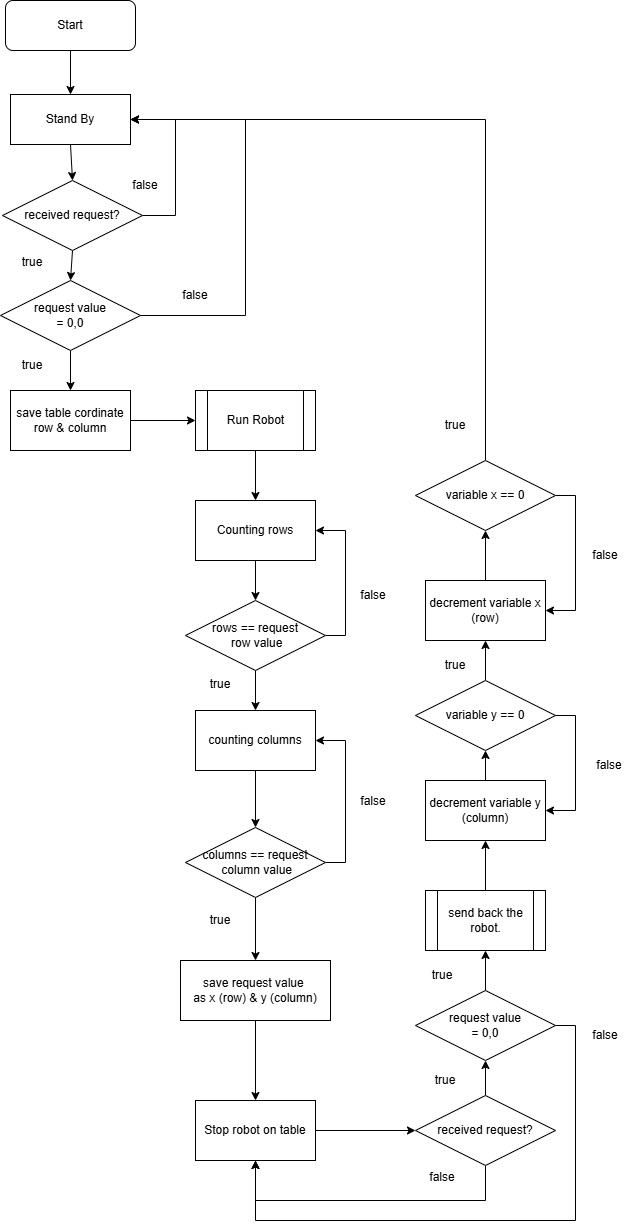 Start
Stand By
false
received request?
true
false
request value
= 0,0
true
save table cordinate
row & column
Run Robot
Counting rows
false
rows == request
row value
true
counting columns
false
columns == request
column value
true
save request value
as x (row) & y (column)
Stop robot on table
received request?
false
true
request value
= 0,0
false
true
send back the
robot.
decrement variable y
(column)
false
variable y == 0
true
decrement variable x
(row)
false
variable x == 0
true